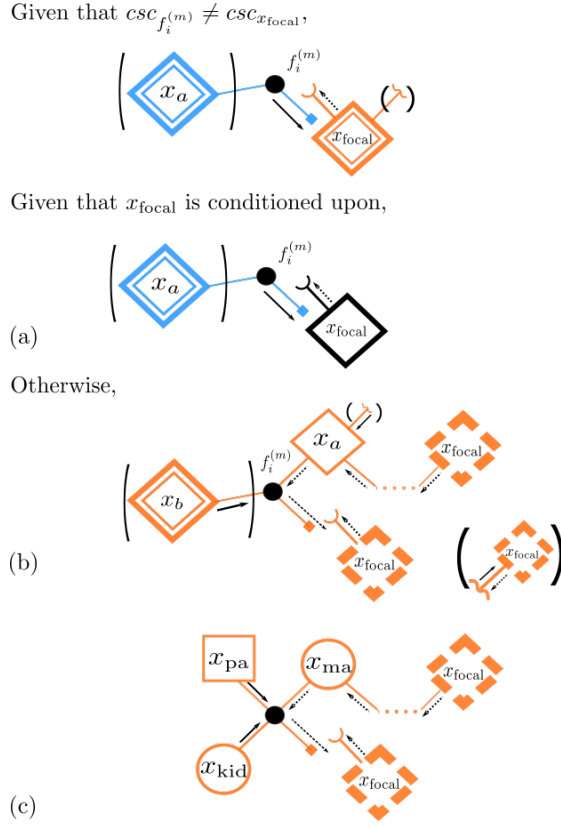 Given that $csc_{f_i^{(m)}} \neq csc_{x_{\text{focal}}}$,
$f_i^{(m)}$
$x_a$
$x_{\text{focal}}$
Given that $x_{\text{focal}}$ is conditioned upon,
$f_i^{(m)}$
$x_a$
$x_{\text{focal}}$
(a)
Otherwise,
$x_a$
$x_{\text{focal}}$
$f_i^{(m)}$
$x_b$
$x_{\text{focal}}$
$x_{\text{focal}}$
(b)
$x_{\text{pa}}$ $x_{\text{ma}}$ $x_{\text{focal}}$
$x_{\text{kid}}$ $x_{\text{focal}}$
(c)